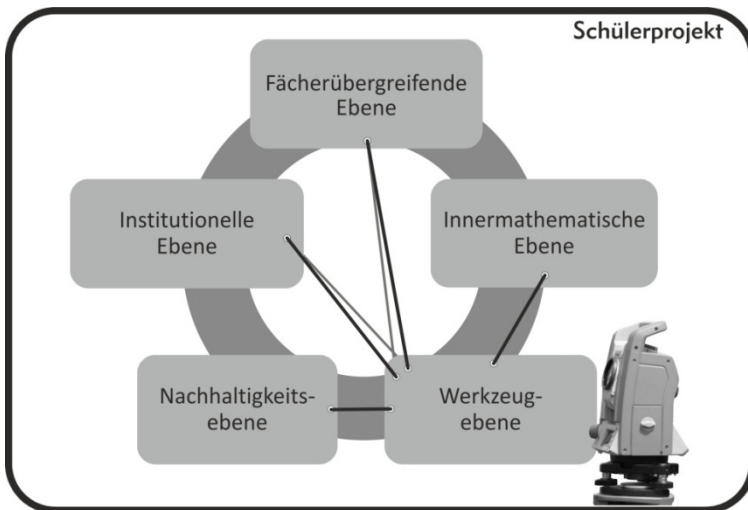 Schülerprojekt
Fächerübergreifende
Ebene
Institutionelle
Ebene
Innermathematische
Ebene
Nachhaltigkeits-
ebene
Werkzeug-
ebene